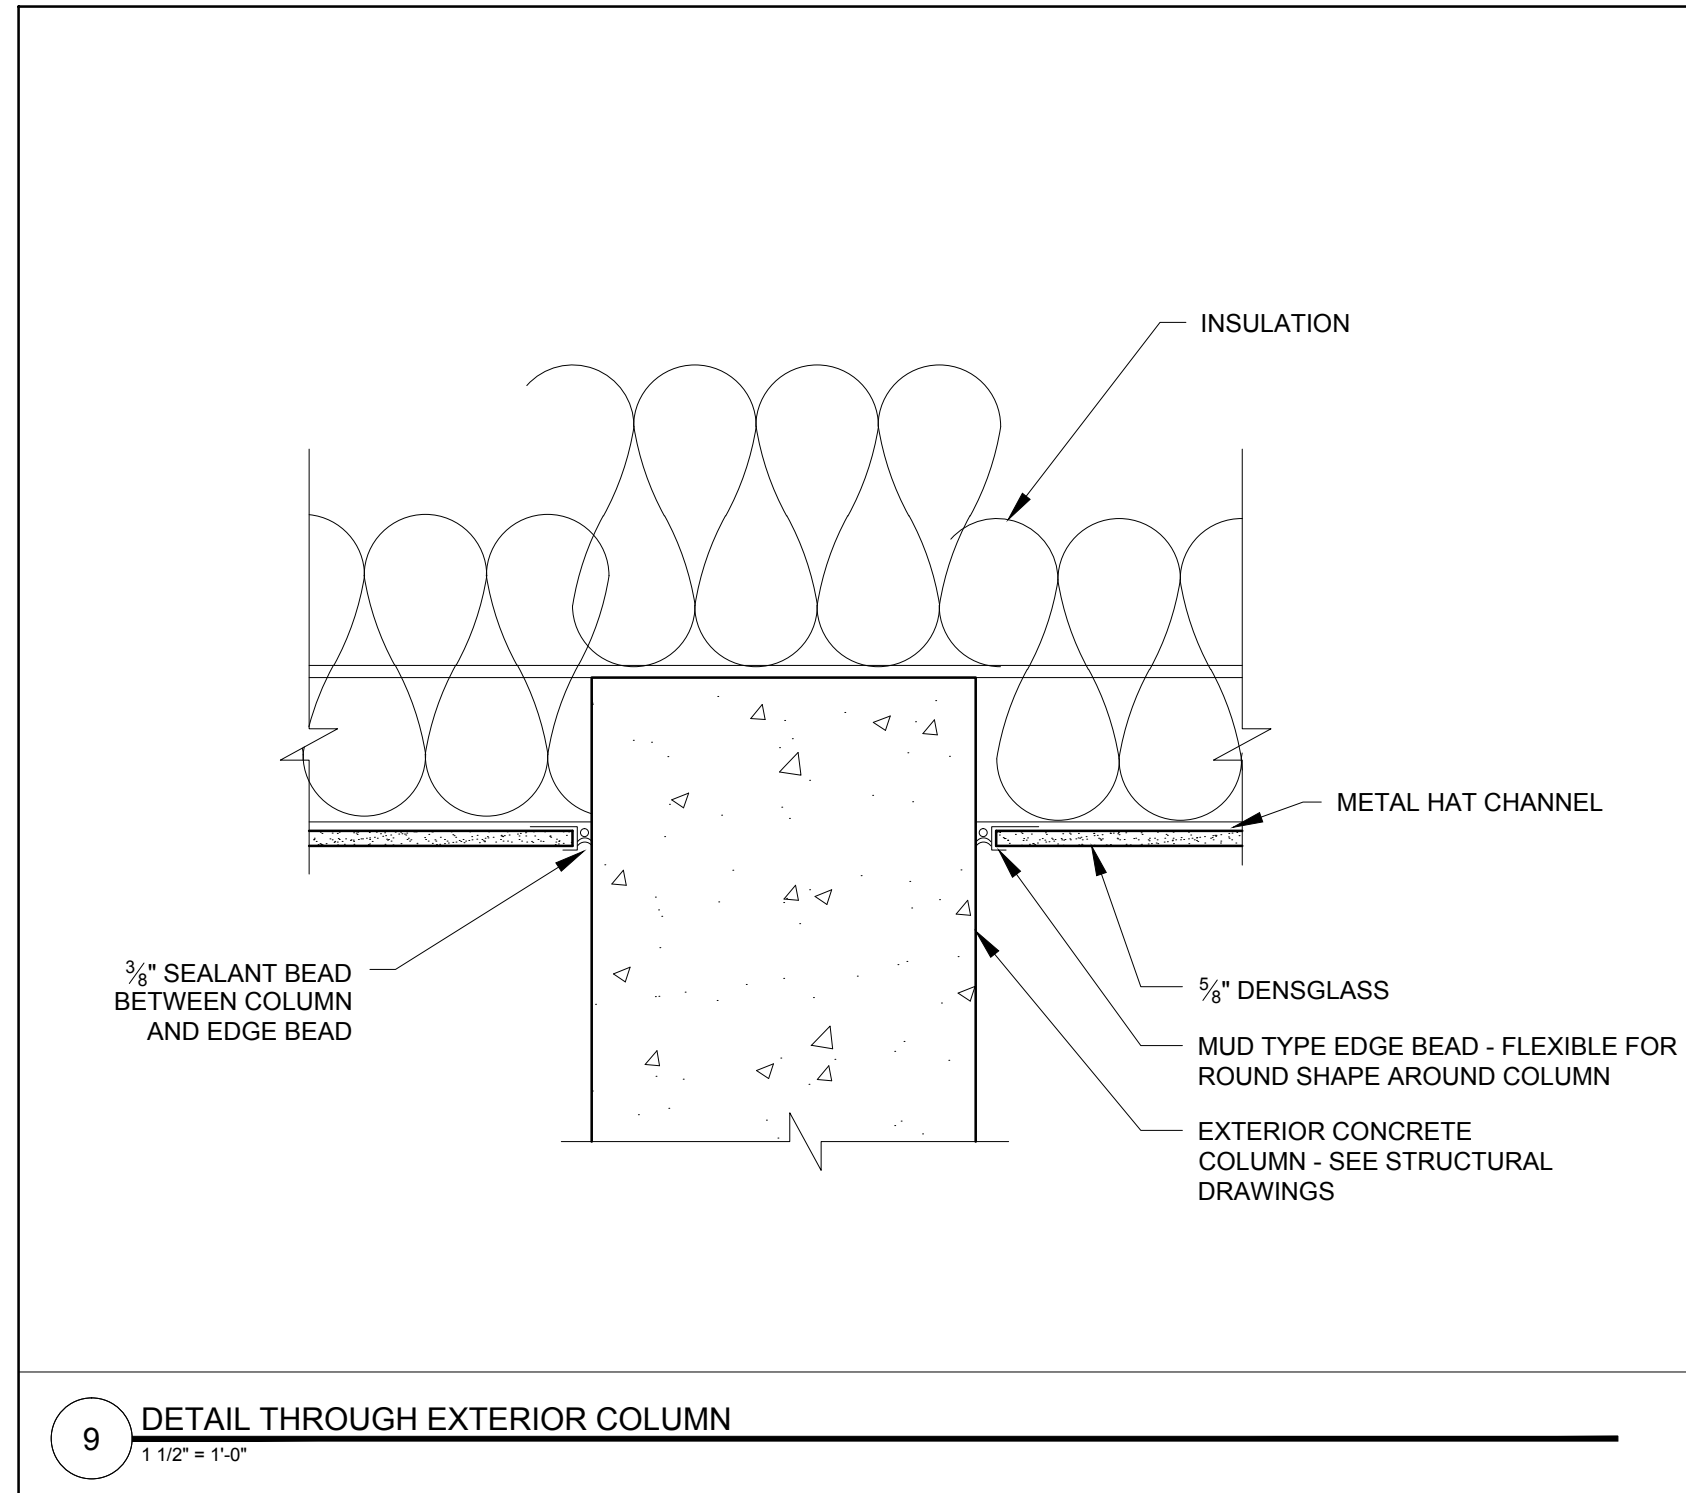 INSULATION
METAL HAT CHANNEL
⅜" SEALANT BEAD
BETWEEN COLUMN
AND EDGE BEAD
⅝" DENSGLASS
MUD TYPE EDGE BEAD - FLEXIBLE FOR
ROUND SHAPE AROUND COLUMN
EXTERIOR CONCRETE
COLUMN - SEE STRUCTURAL
DRAWINGS
9
DETAIL THROUGH EXTERIOR COLUMN
1 1/2" = 1'-0"